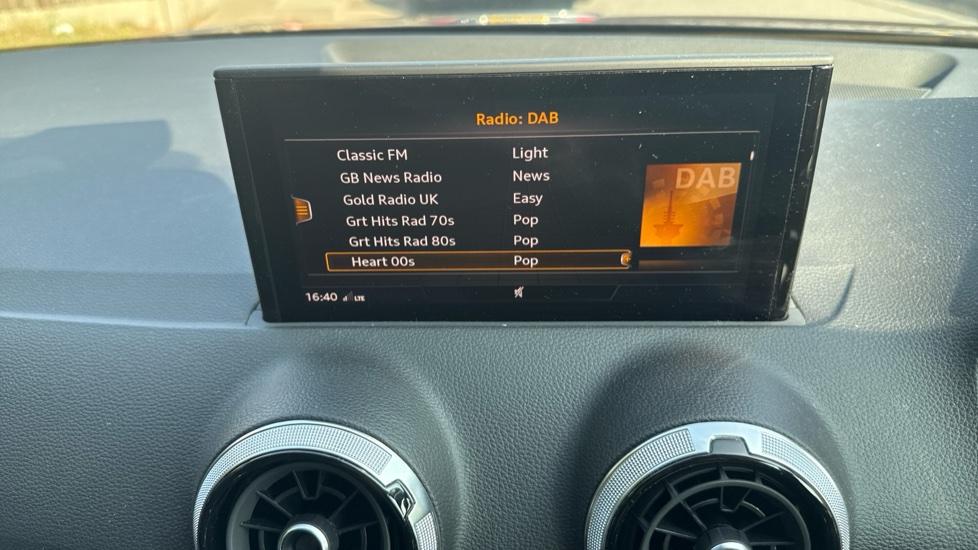 Radio: DAB
Classic FM Light
GB News Radio News
Gold Radio UK Easy
Grt Hits Rad 70s Pop
Grt Hits Rad 80s Pop
Heart 00s Pop
DAB
16:40 LTE